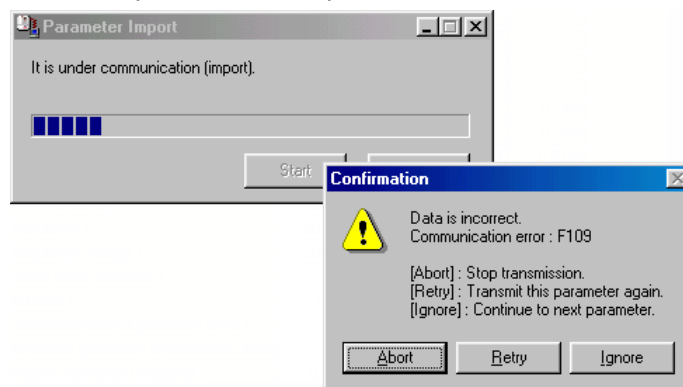 Parameter Import
It is under communication (import).
Start
Confirmation
Data is incorrect.
Communication error : F109
[Abort] : Stop transmission.
[Retry] : Transmit this parameter again.
[Ignore] : Continue to next parameter.
Abort
Retry
Ignore